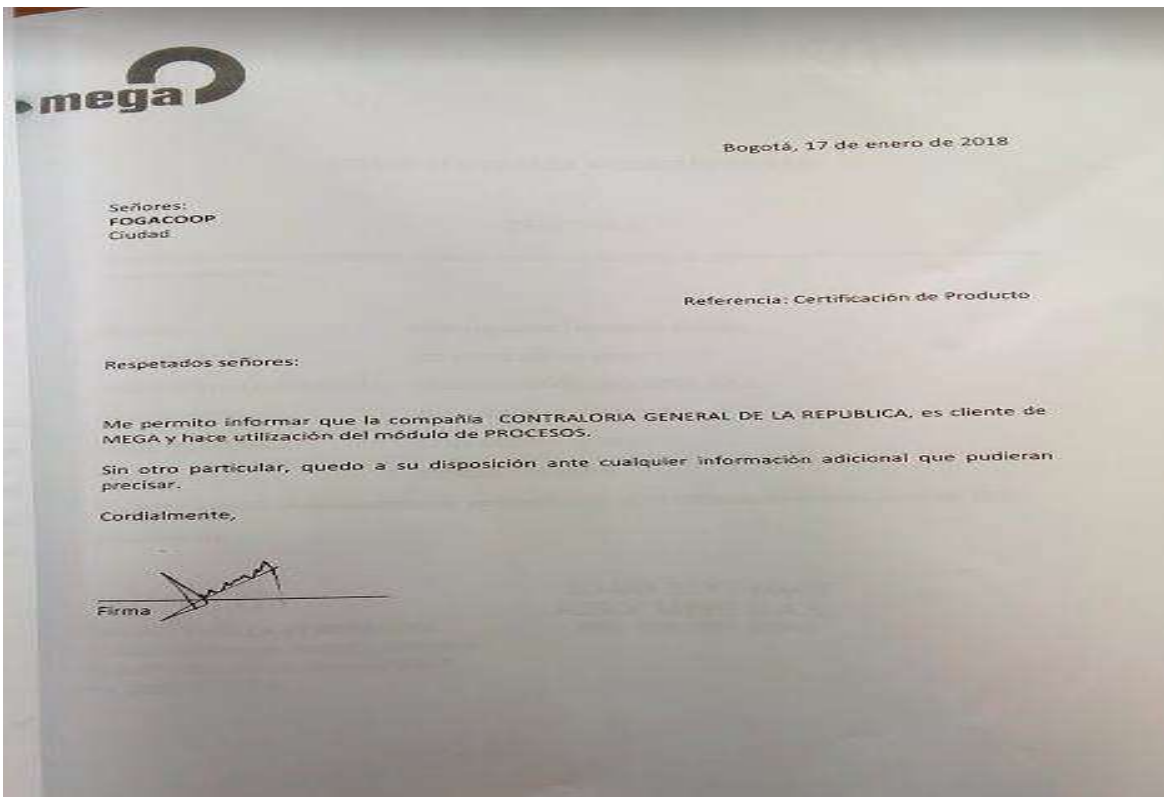 mega
Bogotá, 17 de enero de 2018
Señores:
FOGACOOP
Ciudad
Referencia: Certificación de Producto
Respetados señores:
Me permito informar que la compañía CONTRALORIA GENERAL DE LA REPUBLICA, es cliente de
MEGA y hace utilización del módulo de PROCESOS.
Sin otro particular, quedo a su disposición ante cualquier información adicional que pudieran
precisar.
Cordialmente,
Firma